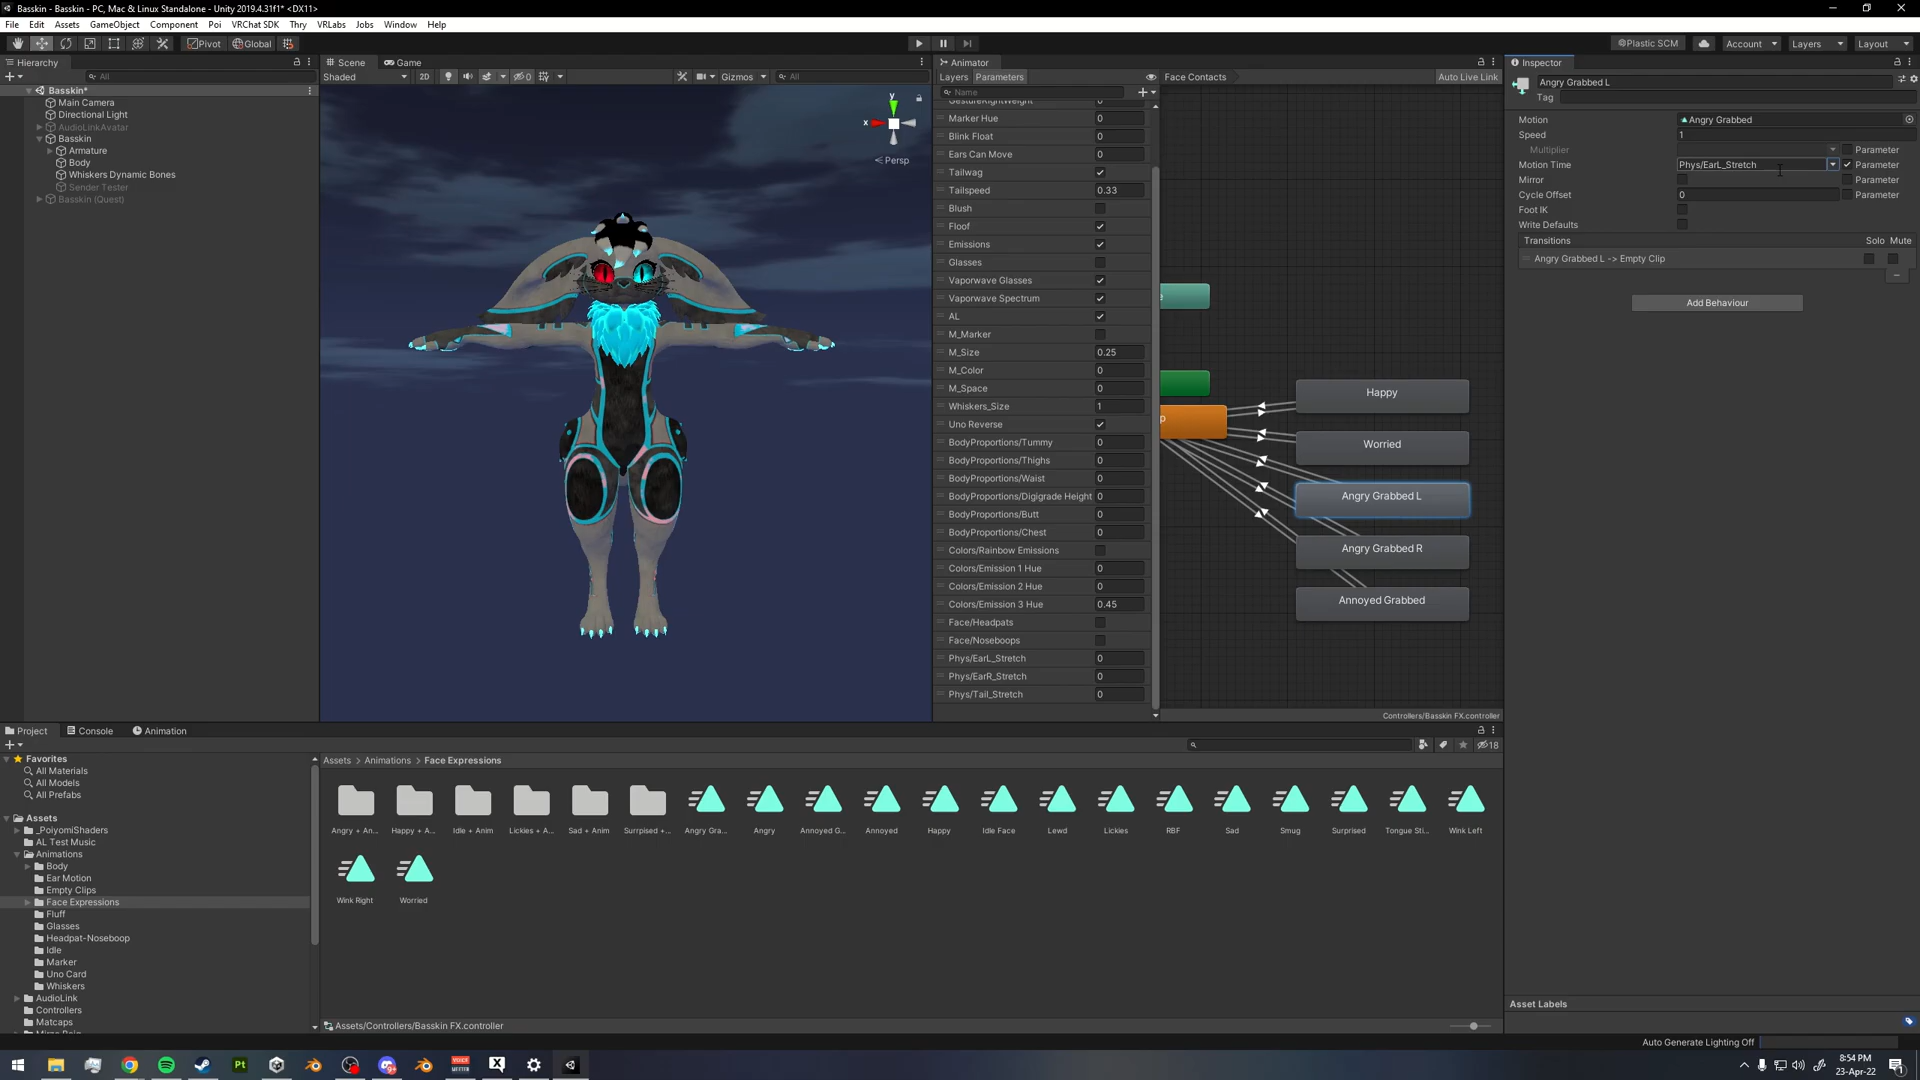 Basskin - Basskin - PC, Mac & Linux Standalone - Unity 2019.4.31f1* <DX11>
File Edit Assets GameObject Component Poi VRChat SDK Thry VRLabs Jobs Window Help
Pivot Global Plastic SCM Account Layers Layout
Hierarchy
All
Basskin*
Main Camera
Directional Light
AudioLinkAvatar
Basskin
Armature
Body
Whiskers Dynamic Bones
Sender Tester
Basskin (Quest)
Scene Game
Shaded 2D 0 Gizmos All
y
x
Persp
Animator
Layers Parameters Face Contacts Auto Live Link
Name
GestureRightWeight 0
Marker Hue 0
Blink Float 0
Ears Can Move 0
Tailwag
Tailspeed 0.33
Blush
Floof
Emissions
Glasses
Vaporwave Glasses
Vaporwave Spectrum
AL
M_Marker
M_Size 0.25
M_Color 0
M_Space 0
Whiskers_Size 1
Uno Reverse
BodyProportions/Tummy 0
BodyProportions/Thighs 0
BodyProportions/Waist 0
BodyProportions/Digigrade Height 0
BodyProportions/Butt 0
BodyProportions/Chest 0
Colors/Rainbow Emissions
Colors/Emission 1 Hue 0
Colors/Emission 2 Hue 0
Colors/Emission 3 Hue 0.45
Face/Headpats
Face/Noseboops
Phys/EarL_Stretch 0
Phys/EarR_Stretch 0
Phys/Tail_Stretch 0
Happy
Worried
Angry Grabbed L
Angry Grabbed R
Annoyed Grabbed
Controllers/Basskin FX.controller
Inspector
Angry Grabbed L
Tag
Motion Angry Grabbed
Speed 1
Multiplier Parameter
Motion Time Phys/EarL_Stretch Parameter
Mirror Parameter
Cycle Offset 0 Parameter
Foot IK
Write Defaults
Transitions Solo Mute
Angry Grabbed L -> Empty Clip
Add Behaviour
Asset Labels
Project Console Animation
18
Favorites
All Materials
All Models
All Prefabs
Assets
_PoiyomiShaders
AL Test Music
Animations
Body
Ear Motion
Empty Clips
Face Expressions
Fluff
Glasses
Headpat-Noseboop
Idle
Marker
Uno Card
Whiskers
AudioLink
Controllers
Matcaps
Assets > Animations > Face Expressions
Angry + An... Happy + A... Idle + Anim Lickies + A... Sad + Anim Surrpised +... Angry Gra... Angry Annoyed G... Annoyed Happy Idle Face Lewd Lickies RBF Sad Smug Surprised Tongue Sti... Wink Left
Wink Right Worried
Assets/Controllers/Basskin FX.controller
Auto Generate Lighting Off
8:54 PM
23-Apr-22